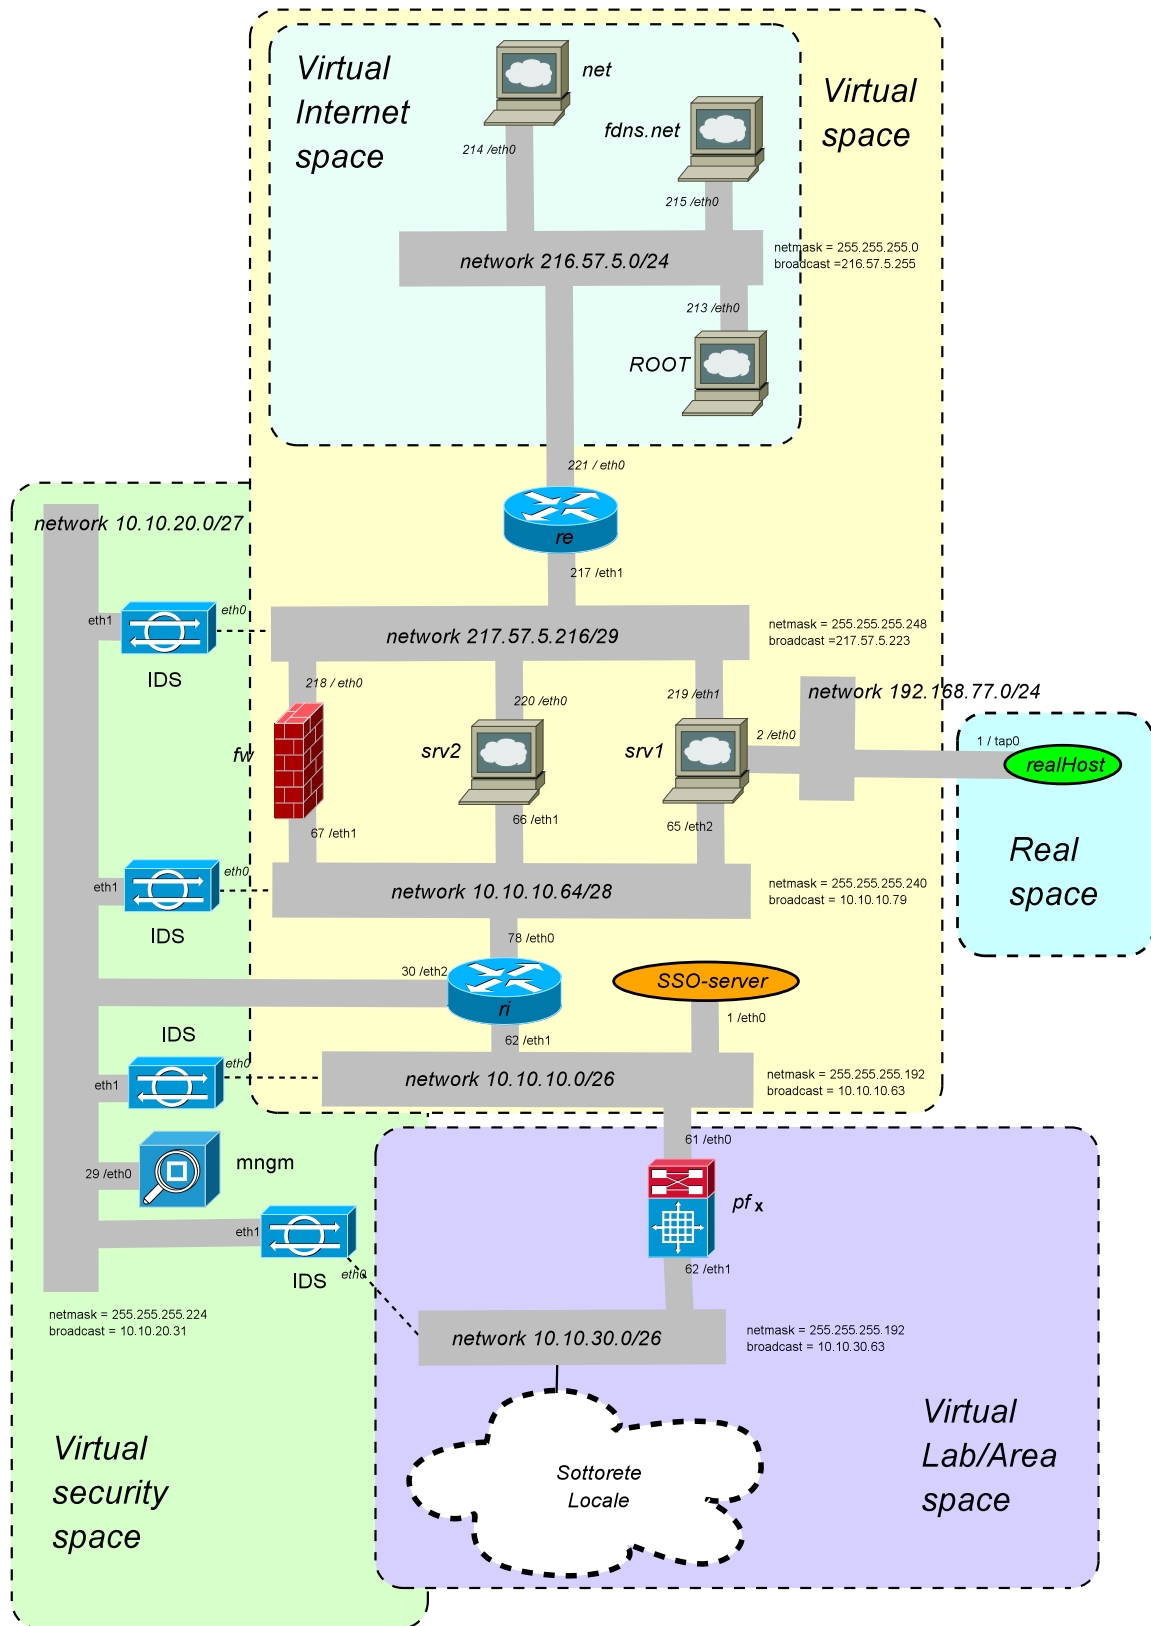 Virtual
Internet
space
net
Virtual
space
fdns.net
214 /eth0
215 /eth0
network 216.57.5.0/24
netmask = 255.255.255.0
broadcast =216.57.5.255
213 /eth0
ROOT
221 / eth0
re
217 /eth1
network 10.10.20.0/27
eth1
eth0
IDS
network 217.57.5.216/29
netmask = 255.255.255.248
broadcast =217.57.5.223
218 / eth0
220 /eth0
219 /eth1
network 192.168.77.0/24
fw
srv2
srv1
2 /eth0
1 / tap0
realHost
67 /eth1
66 /eth1
65 /eth2
Real
space
eth1
eth0
IDS
network 10.10.10.64/28
netmask = 255.255.255.240
broadcast = 10.10.10.79
78 /eth0
30 /eth2
ri
SSO-server
62 /eth1
1 /eth0
IDS
eth1
eth0
network 10.10.10.0/26
netmask = 255.255.255.192
broadcast = 10.10.10.63
61 /eth0
29 /eth0
mngm
pf x
eth1
IDS
eth0
62 /eth1
netmask = 255.255.255.224
broadcast = 10.10.20.31
network 10.10.30.0/26
netmask = 255.255.255.192
broadcast = 10.10.30.63
Virtual
security
space
Sottorete
Locale
Virtual
Lab/Area
space